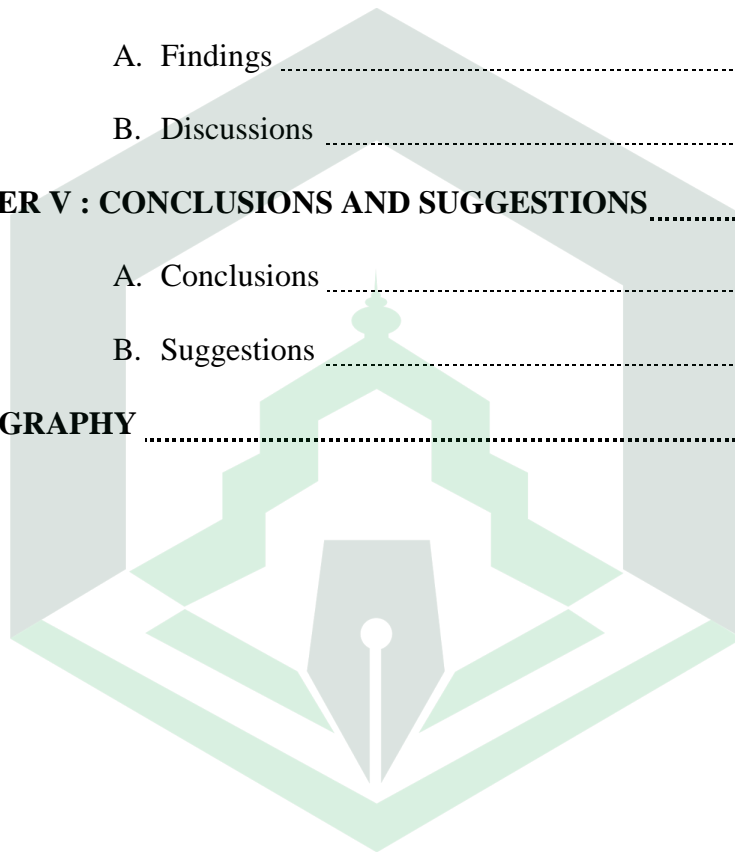 A. Findings
B. Discussions
ER V : CONCLUSIONS AND SUGGESTIONS
A. Conclusions
B. Suggestions
GRAPHY